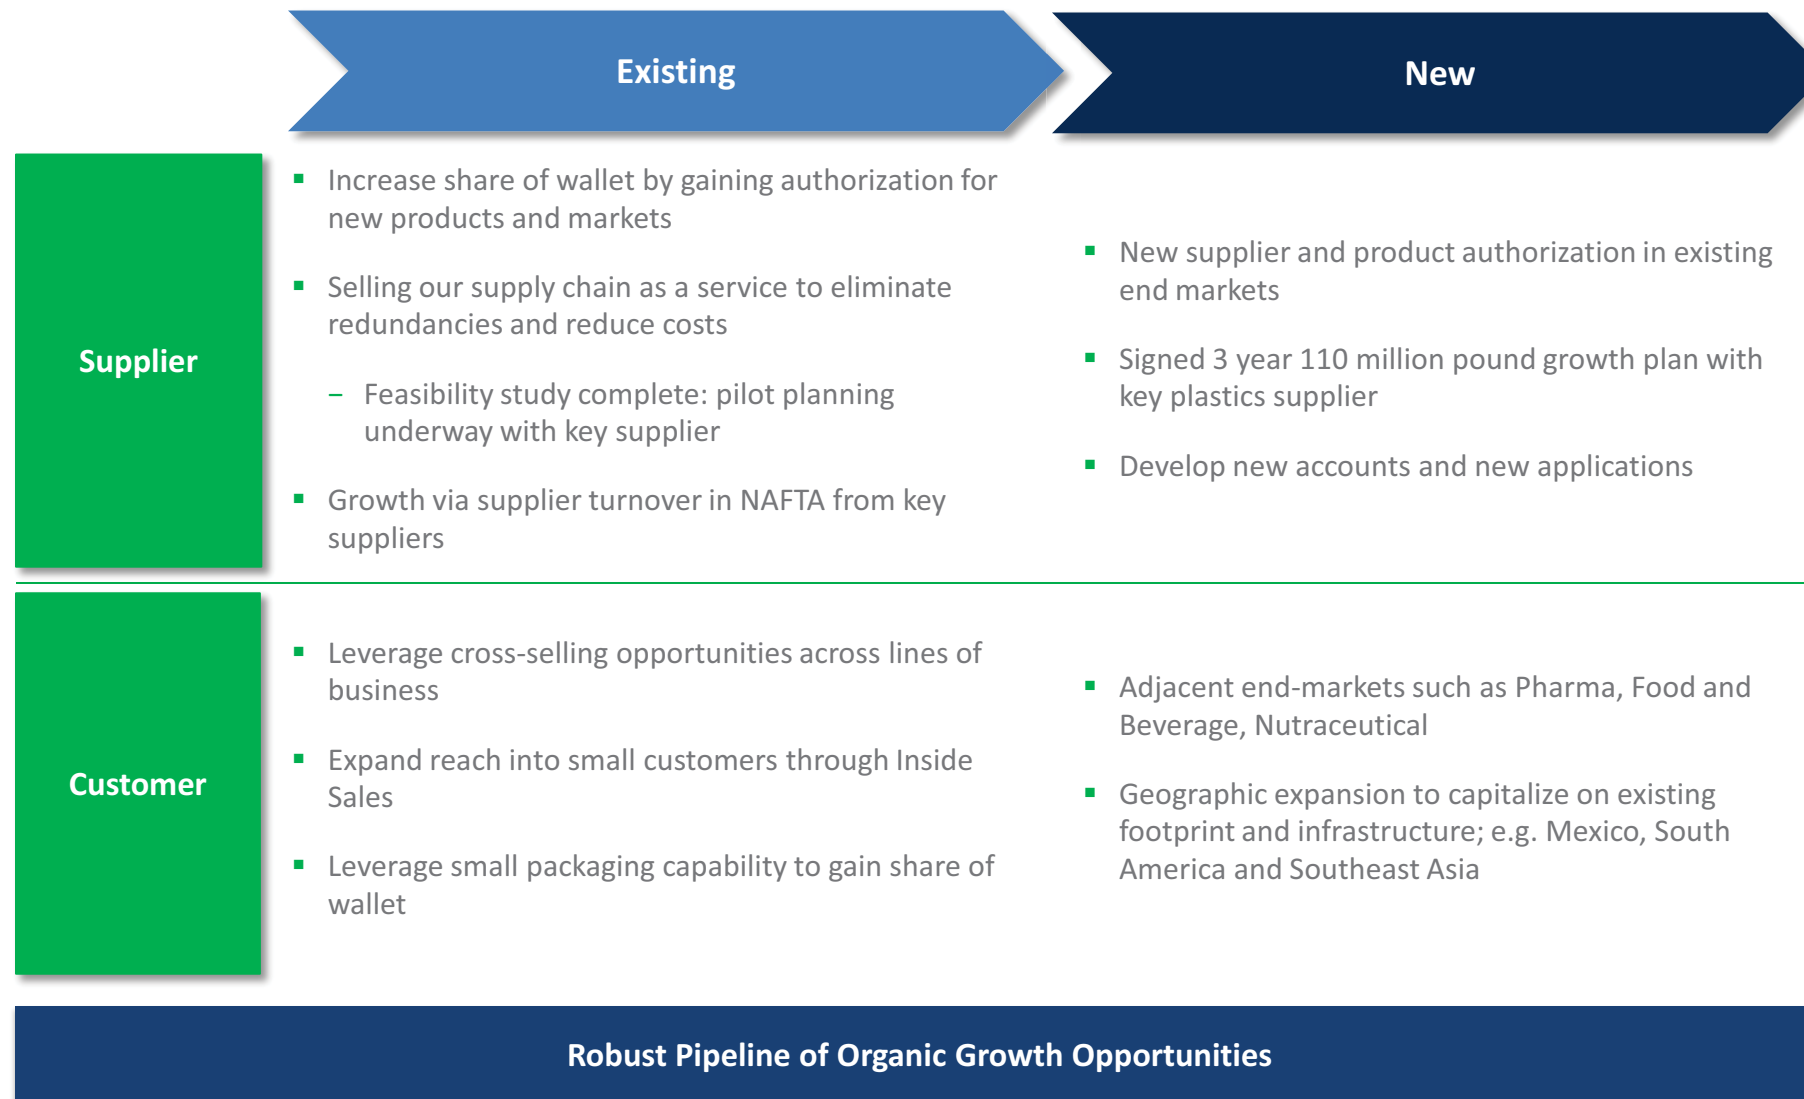 Existing
New
Supplier
▪ Increase share of wallet by gaining authorization for
new products and markets
▪ Selling our supply chain as a service to eliminate
redundancies and reduce costs
– Feasibility study complete: pilot planning
underway with key supplier
▪ Growth via supplier turnover in NAFTA from key
suppliers
▪ New supplier and product authorization in existing
end markets
▪ Signed 3 year 110 million pound growth plan with
key plastics supplier
▪ Develop new accounts and new applications
Customer
▪ Leverage cross-selling opportunities across lines of
business
▪ Expand reach into small customers through Inside
Sales
▪ Leverage small packaging capability to gain share of
wallet
▪ Adjacent end-markets such as Pharma, Food and
Beverage, Nutraceutical
▪ Geographic expansion to capitalize on existing
footprint and infrastructure; e.g. Mexico, South
America and Southeast Asia
Robust Pipeline of Organic Growth Opportunities